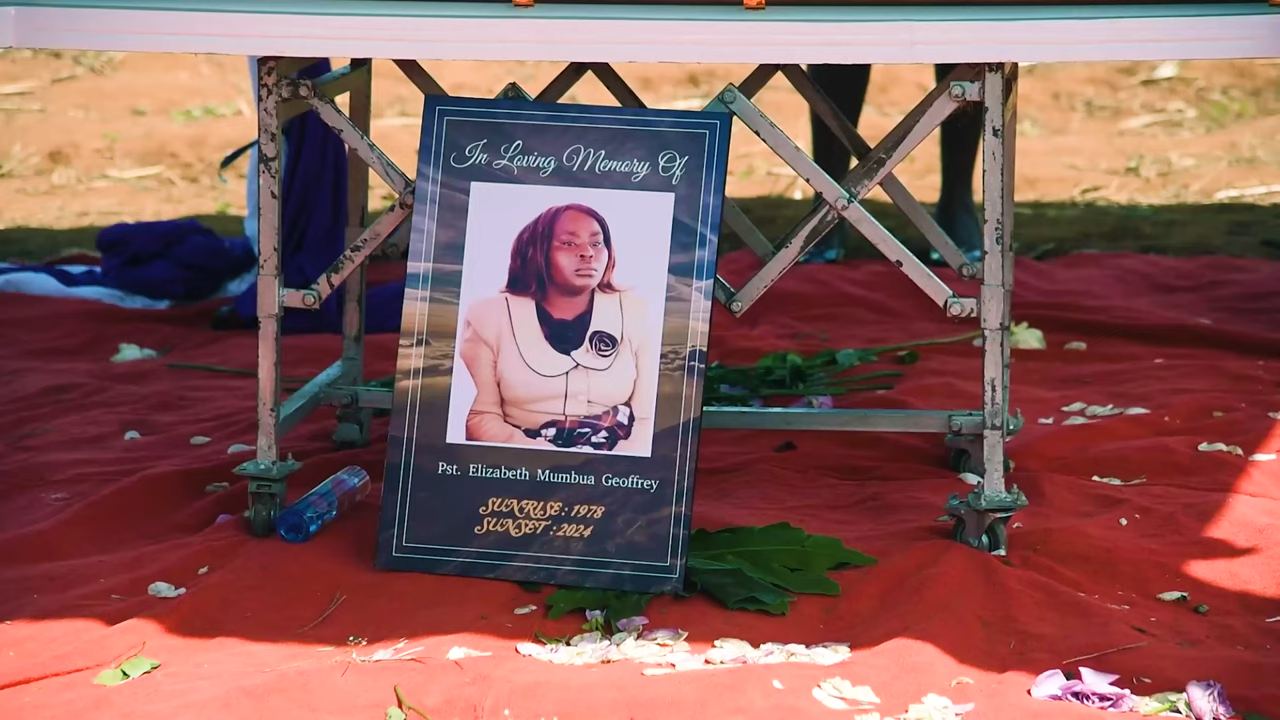 In Loving Memory Of
Pst. Elizabeth Mumbua Geoffrey
SUNRISE : 1978
SUNSET : 2024